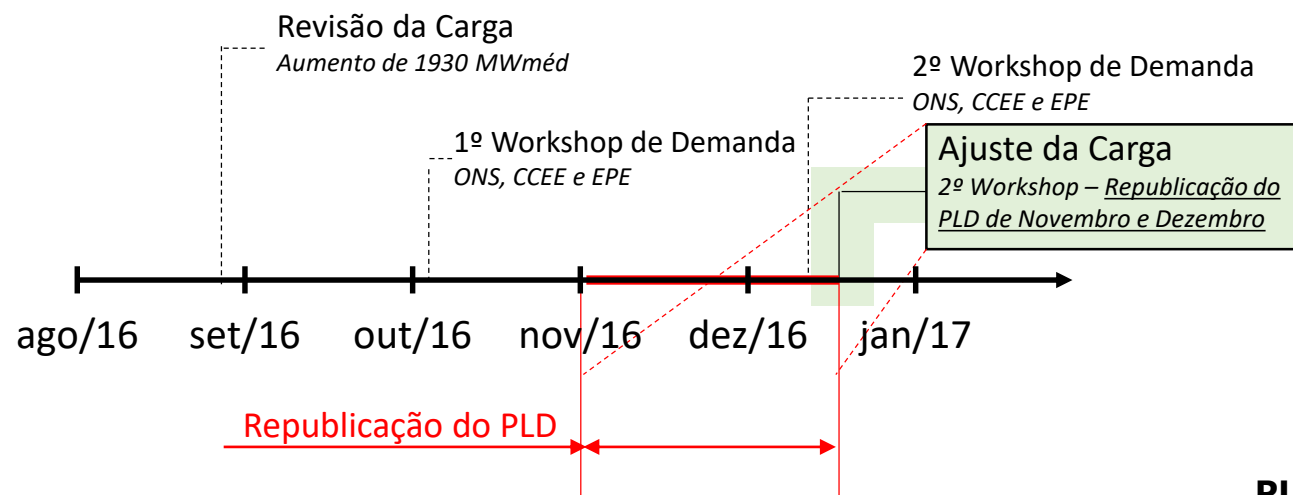 Revisão da Carga
Aumento de 1930 MWméd
2º Workshop de Demanda
ONS, CCEE e EPE
1º Workshop de Demanda
ONS, CCEE e EPE
Ajuste da Carga
2º Workshop – Republicação do
PLD de Novembro e Dezembro
ago/16 set/16 out/16 nov/16 dez/16 jan/17
Republicação do PLD